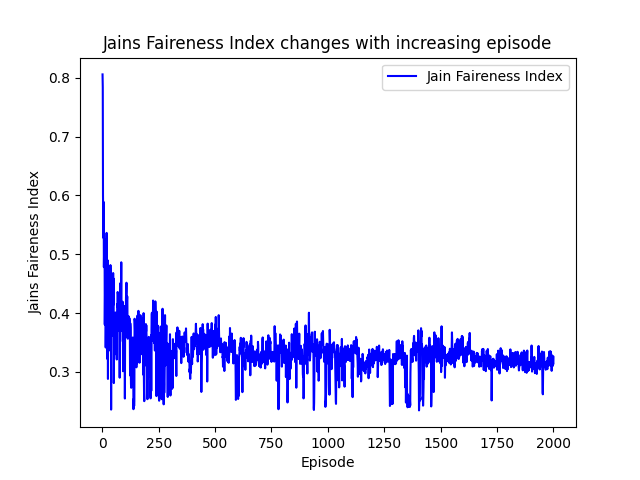 Jains Faireness Index changes with increasing episode
Jain Faireness Index
Jains Faireness Index
0.8
0.7
0.6
0.5
0.4
0.3
0 250 500 750 1000 1250 1500 1750 2000
Episode